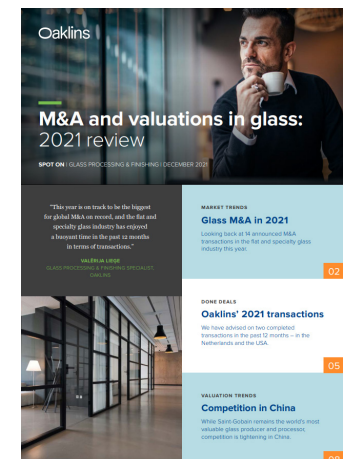 Oaklins
M&A and valuations in glass:
2021 review
SPOT ON | GLASS PROCESSING & FINISHING | DECEMBER 2021
"This year is on track to be the biggest
for global M&A on record, and the flat and
specialty glass industry has enjoyed
a buoyant time in the past 12 months
in terms of transactions."
VALĒRIJA LIEĢE
GLASS PROCESSING & FINISHING SPECIALIST
OAKLINS
MARKET TRENDS
Glass M&A in 2021
Looking back at 14 announced M&A
transactions in the flat and specialty glass
industry this year.
02
DONE DEALS
Oaklins' 2021 transactions
We have advised on two completed
transactions in the past 12 months – in the
Netherlands and the USA.
05
VALUATION TRENDS
Competition in China
While Saint-Gobain remains the world's most
valuable glass producer and processor,
competition is tightening in China.